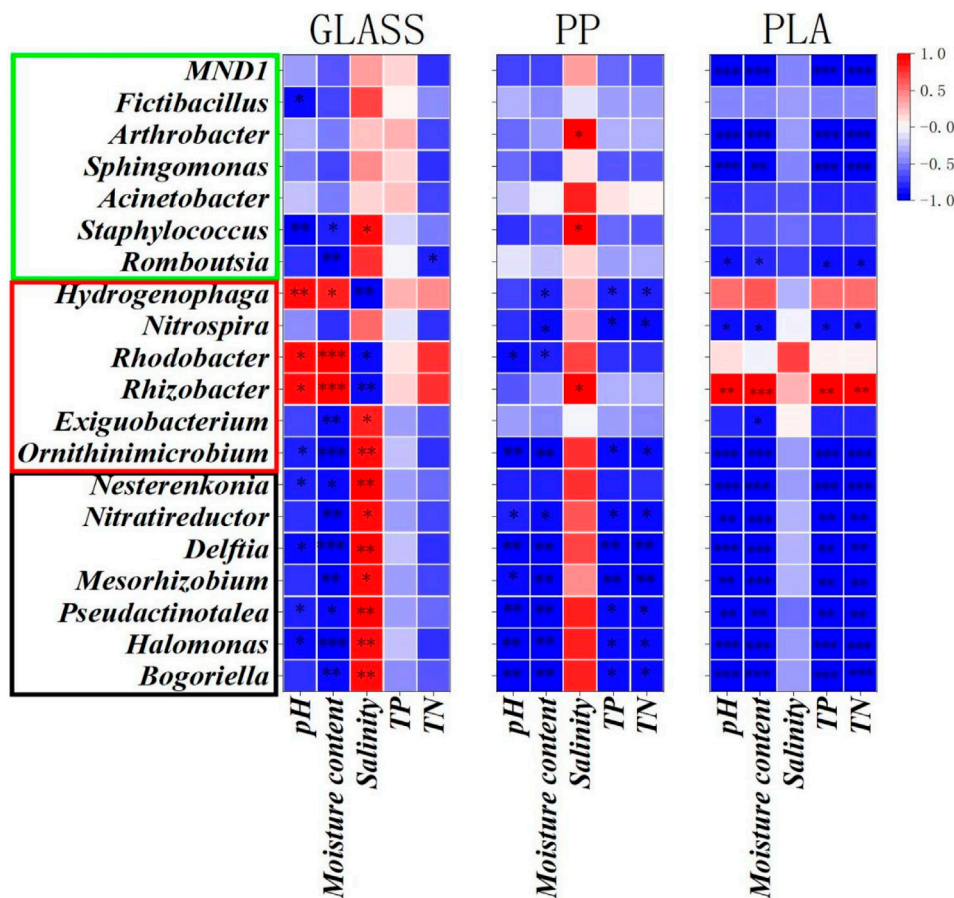 GLASS PP PLA
MND1 *** *** *** ***
Fictibacillus *
Arthrobacter * *** *** *** ***
Sphingomonas *** ** *** ***
Acinetobacter
Staphylococcus ** * * *
Romboutsia ** * * * * *
Hydrogenophaga ** * ** * * *
Nitrospira * * * * * * *
Rhodobacter * *** * * *
Rhizobacter * *** ** * ** *** ** **
Exiguobacterium ** * *
Ornithinimicrobium * *** ** ** ** * * *** *** *** ***
Nesterenkonia * * ** *** *** *** ***
Nitratireductor ** * * * * * ** *** ** **
Delftia * *** ** ** ** ** ** *** *** ** **
Mesorhizobium ** * * ** ** ** ** *** ** **
Pseudactinotalea * * ** ** ** * * ** ** ** **
Halomonas * *** ** ** ** * * *** *** *** ***
Bogoriella ** ** ** ** * * *** *** *** ***
pH Moisture content Salinity TP TN
pH Moisture content Salinity TP TN
pH Moisture content Salinity TP TN
1.0
0.5
-0.0
-0.5
-1.0